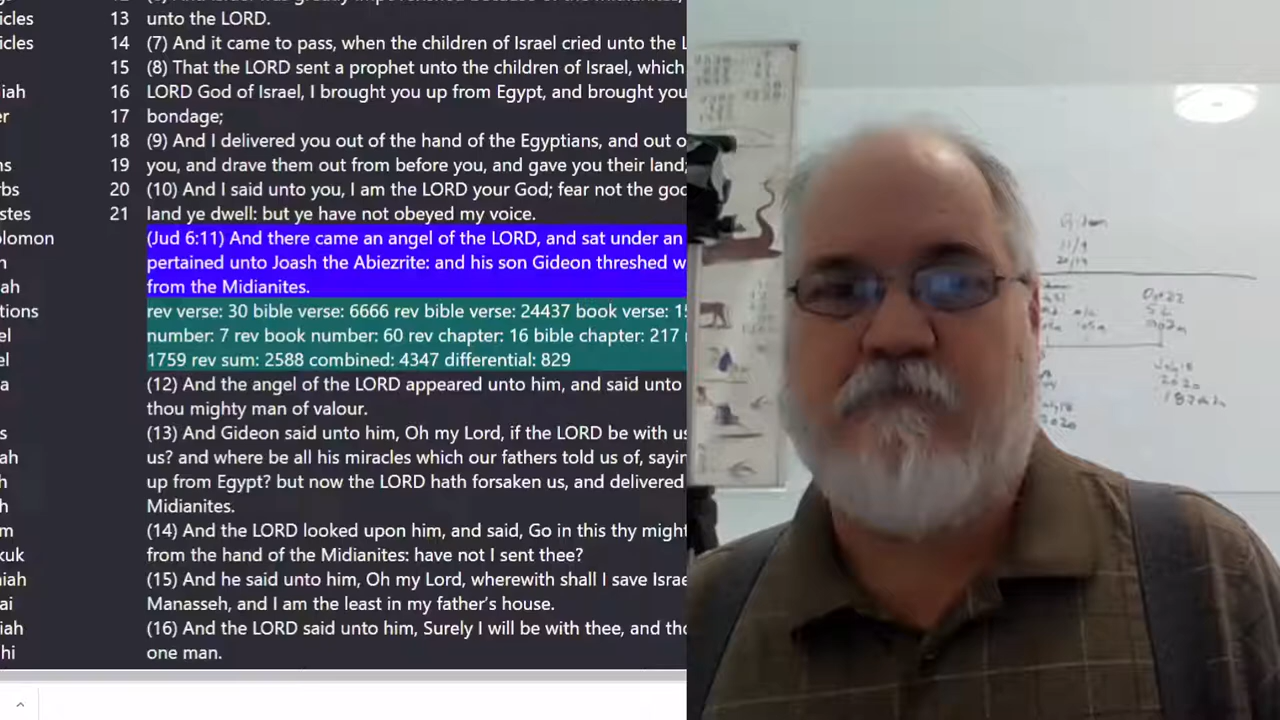 icles
icles
iah
er
ns
bs
stes
olomon
h
ah
tions
el
el
a
s
ah
h
h
m
kuk
niah
ai
iah
hi
13
14
15
16
17
18
19
20
21
unto the LORD.
(7) And it came to pass, when the children of Israel cried unto the L
(8) That the LORD sent a prophet unto the children of Israel, which
LORD God of Israel, I brought you up from Egypt, and brought you
bondage;
(9) And I delivered you out of the hand of the Egyptians, and out o
you, and drave them out from before you, and gave you their land;
(10) And I said unto you, I am the LORD your God; fear not the god
land ye dwell: but ye have not obeyed my voice.
(Jud 6:11) And there came an angel of the LORD, and sat under an
pertained unto Joash the Abiezrite: and his son Gideon threshed w
from the Midianites.
rev verse: 30 bible verse: 6666 rev bible verse: 24437 book verse: 15
number: 7 rev book number: 60 rev chapter: 16 bible chapter: 217
1759 rev sum: 2588 combined: 4347 differential: 829
(12) And the angel of the LORD appeared unto him, and said unto
thou mighty man of valour.
(13) And Gideon said unto him, Oh my Lord, if the LORD be with us
us? and where be all his miracles which our fathers told us of, sayin
up from Egypt? but now the LORD hath forsaken us, and delivered
Midianites.
(14) And the LORD looked upon him, and said, Go in this thy might
from the hand of the Midianites: have not I sent thee?
(15) And he said unto him, Oh my Lord, wherewith shall I save Israe
Manasseh, and I am the least in my father's house.
(16) And the LORD said unto him, Surely I will be with thee, and tho
one man.
Gideon
11/9
July 18
2020